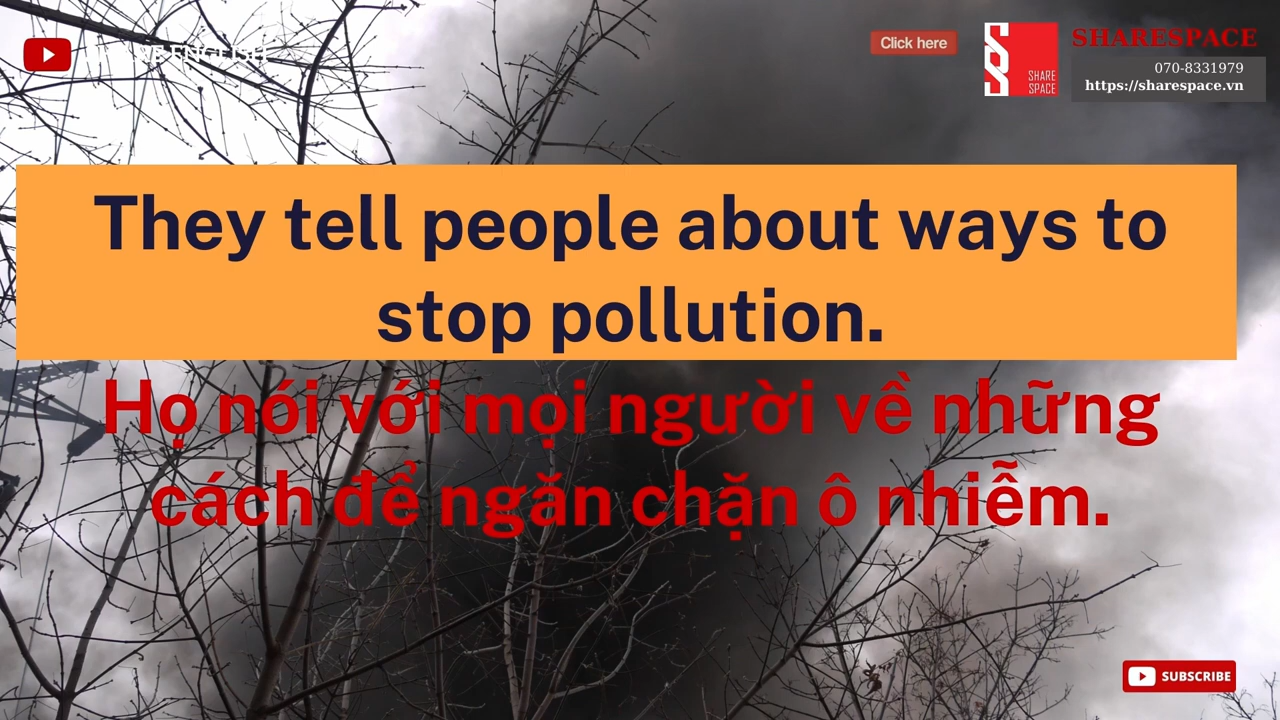 Click here
SHARE
SPACE
SHARESPACE
070-8331979
https://sharespace.vn
They tell people about ways to
stop pollution.
Họ nói với mọi người về những
cách để ngăn chặn ô nhiễm.
SUBSCRIBE